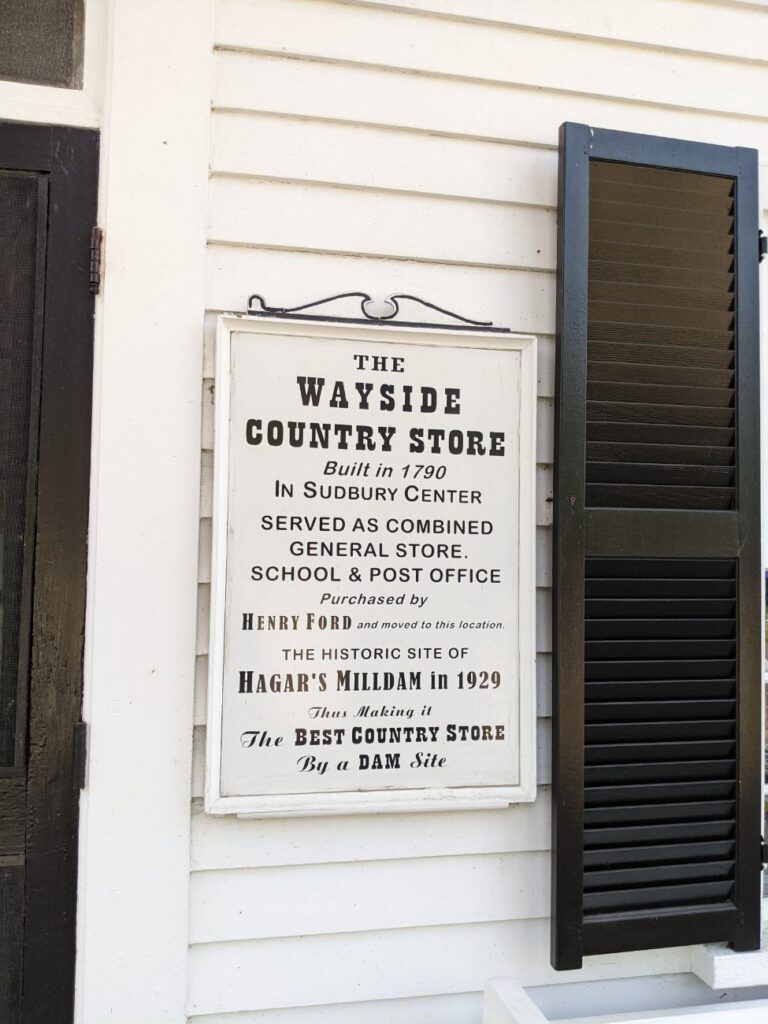 THE
WAYSIDE
COUNTRY STORE
Built in 1790
IN SUDBURY CENTER
SERVED AS COMBINED
GENERAL STORE.
SCHOOL & POST OFFICE
Purchased by
HENRY FORD and moved to this location.
THE HISTORIC SITE OF
HAGAR'S MILLDAM in 1929
Thus Making it
The BEST COUNTRY STORE
By a DAM Site